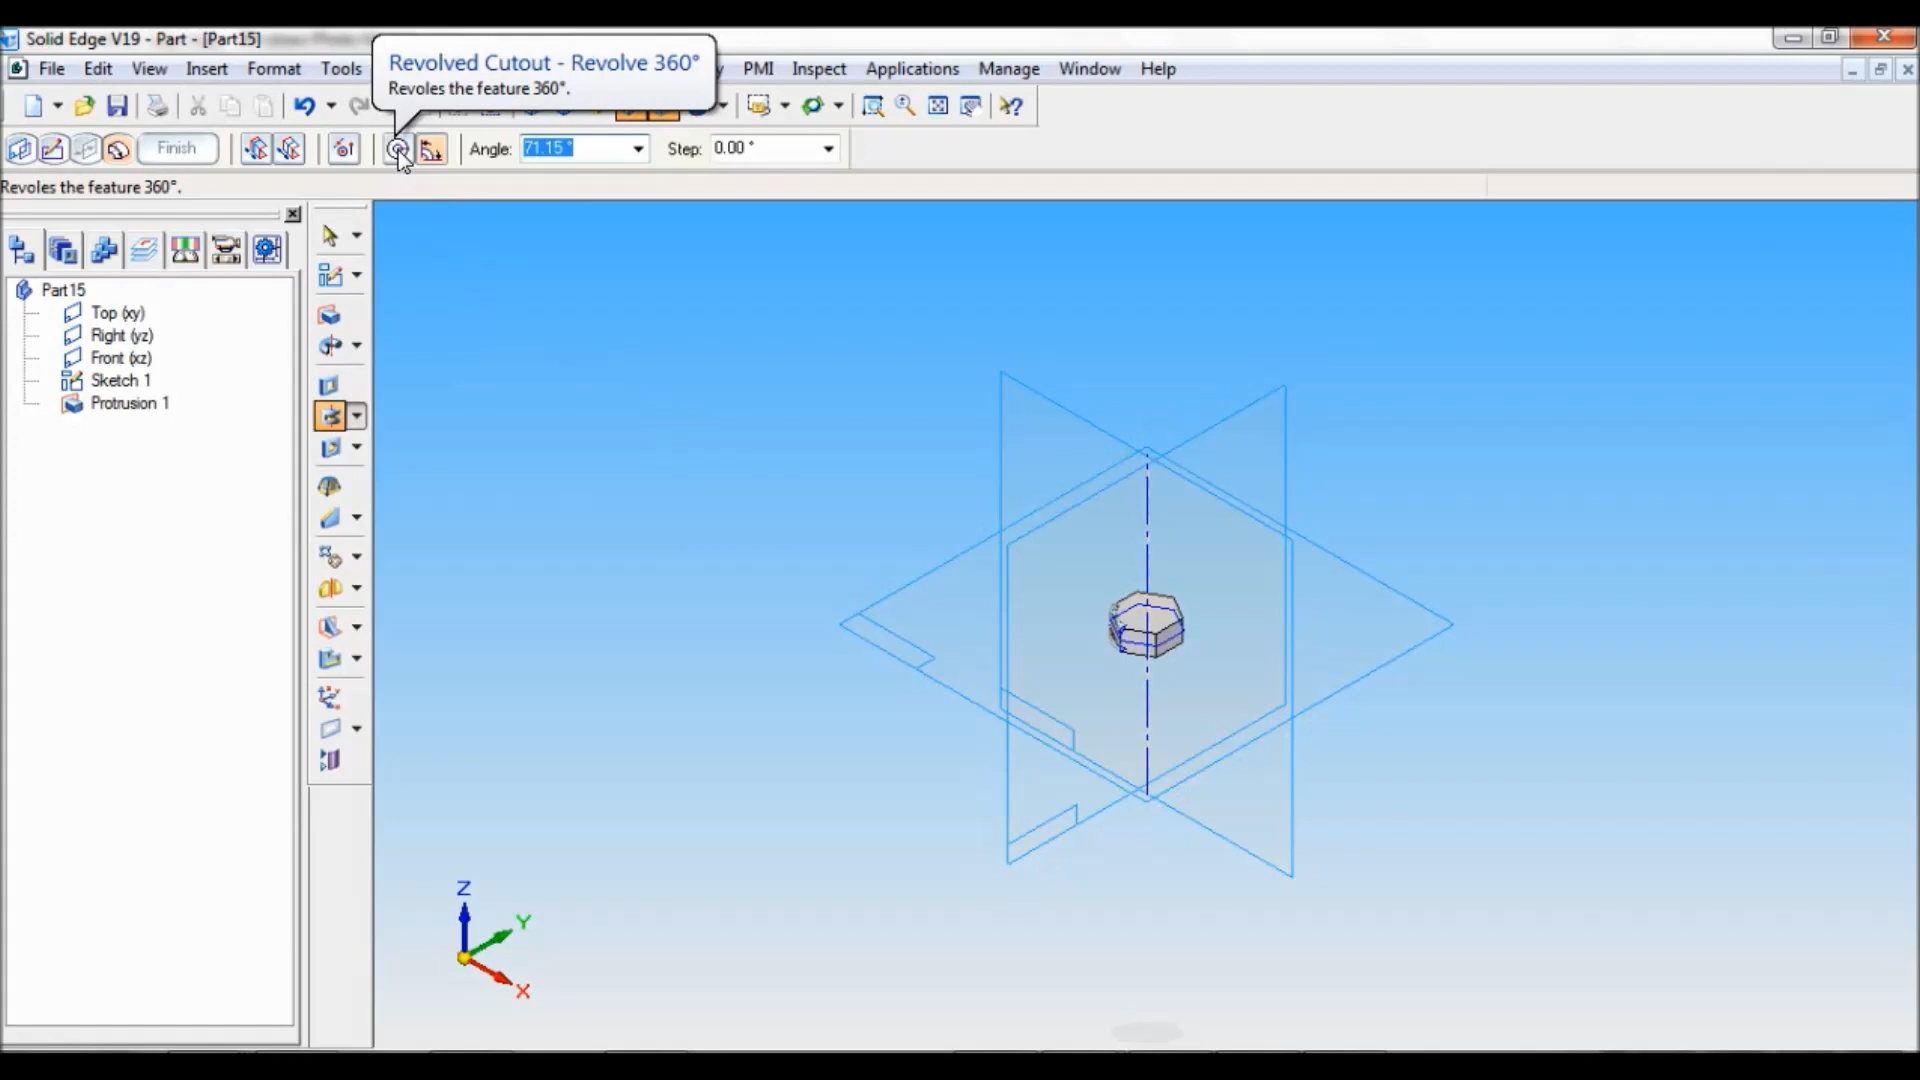 Solid Edge V19 - Part - [Part15]
File Edit View Insert Format Tools PMI Inspect Applications Manage Window Help
Revolved Cutout - Revolve 360°
Revoles the feature 360°.
Finish Angle: 71.15 ° Step: 0.00 °
Revoles the feature 360°.
Part15
Top (xy)
Right (yz)
Front (xz)
Sketch 1
Protrusion 1
Z
Y
X